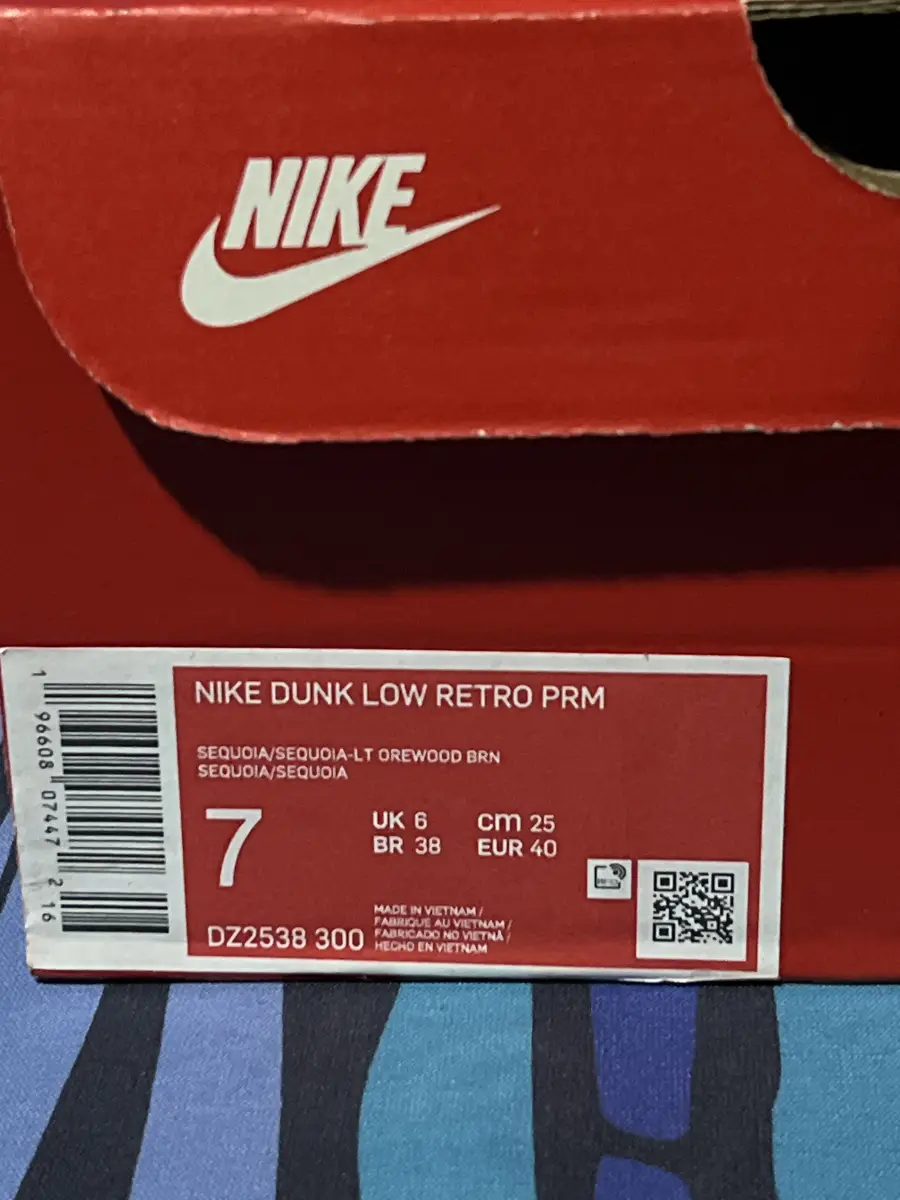 NIKE
NIKE DUNK LOW RETRO PRM
SEQUOIA/SEQUOIA-LT OREWOOD BRN
SEQUOIA/SEQUOIA
7
UK 6 cm 25
BR 38 EUR 40
DZ2538 300
MADE IN VIETNAM /
FABRIQUE AU VIETNAM /
FABRICADO NO VIETNÃ /
HECHO EN VIETNAM
1 96608 07447 2 16